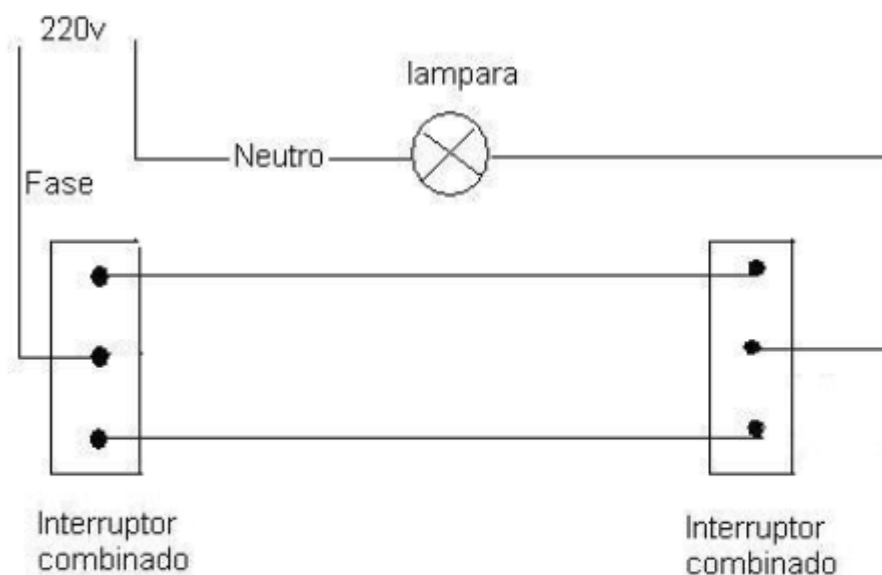 220v
lampara
Neutro
Fase
Interruptor
combinado
Interruptor
combinado